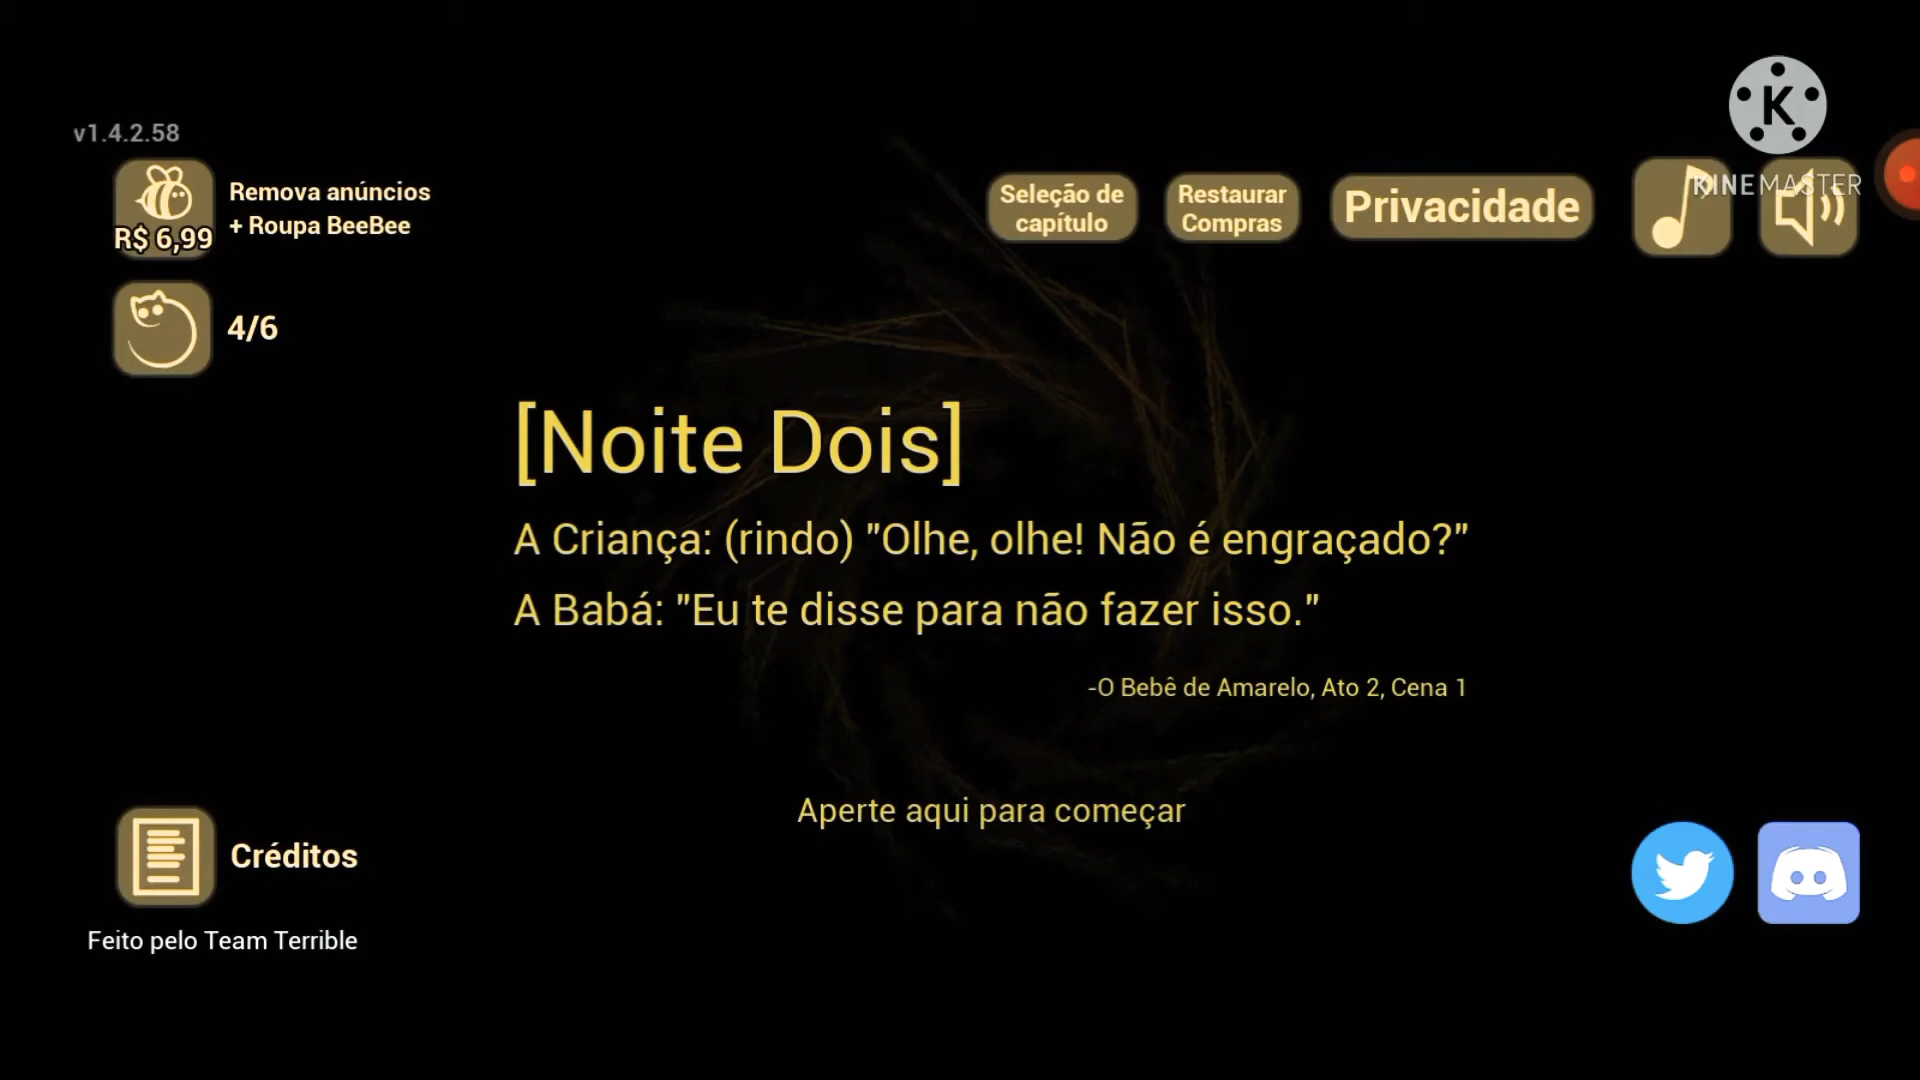 K
KINEMASTER
v1.4.2.58
Remova anúncios
+ Roupa BeeBee
R$ 6,99
Seleção de
capítulo
Restaurar
Compras
Privacidade
4/6
[Noite Dois]
A Criança: (rindo) "Olhe, olhe! Não é engraçado?"
A Babá: "Eu te disse para não fazer isso."
-O Bebê de Amarelo, Ato 2, Cena 1
Aperte aqui para começar
Créditos
Feito pelo Team Terrible